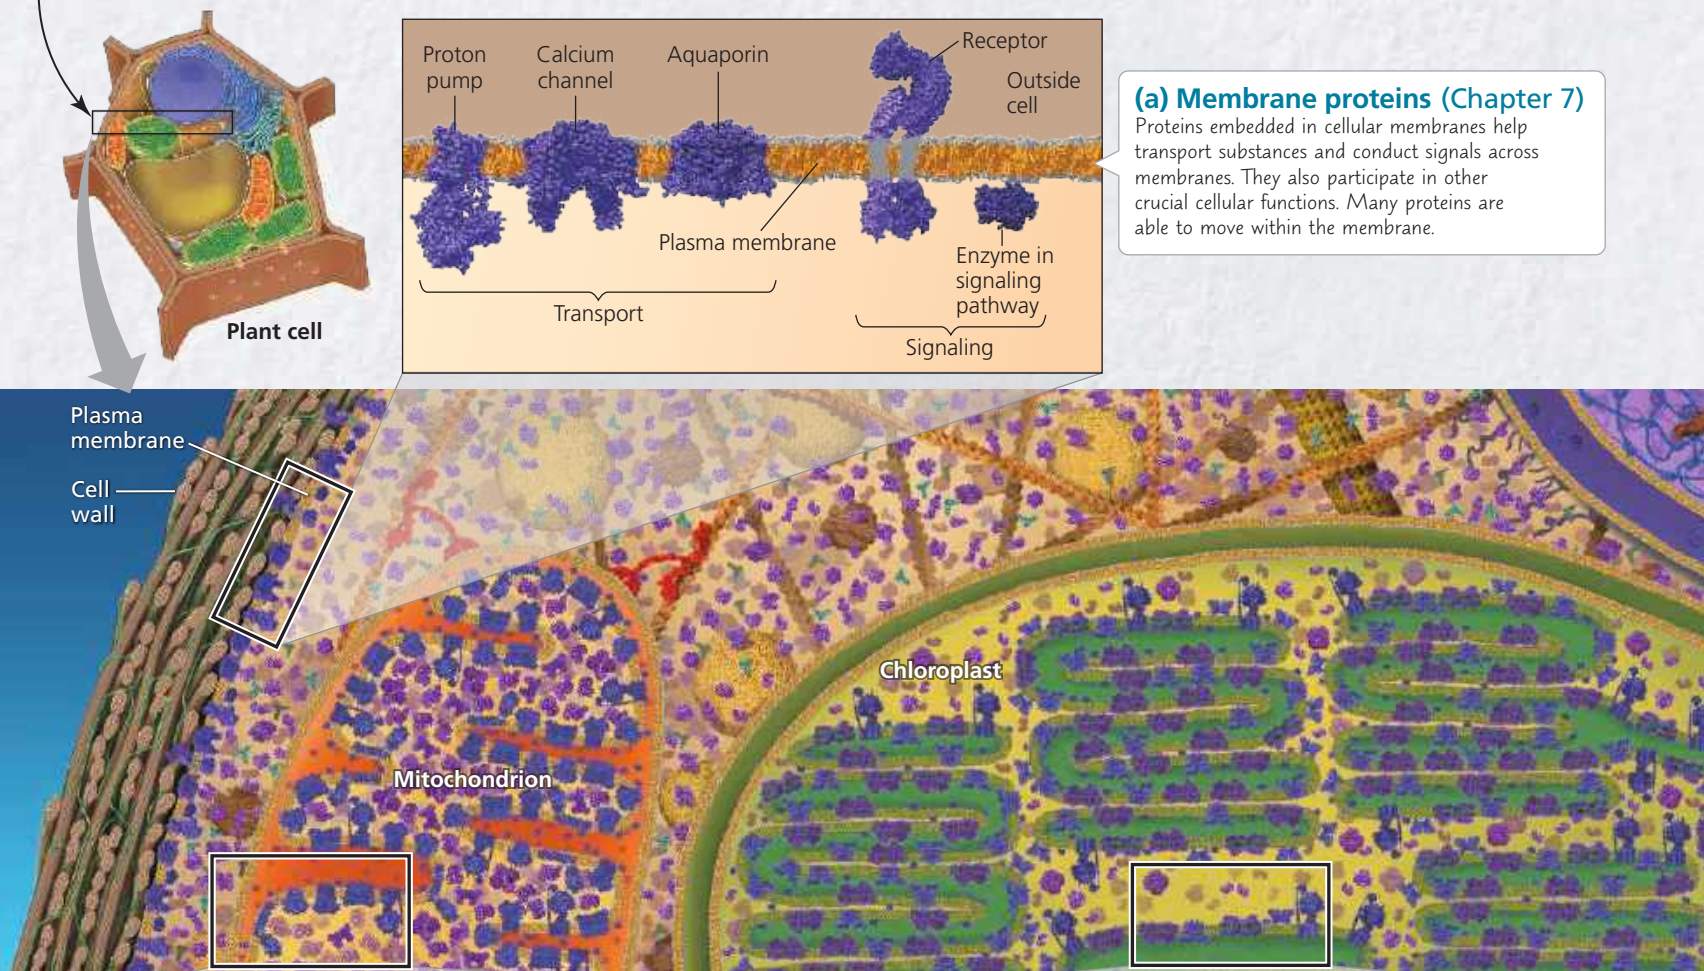 Proton
pump
Calcium
channel
Aquaporin
Receptor
Outside
cell
Plasma membrane
Enzyme in
signaling
pathway
Transport
Signaling
(a) Membrane proteins (Chapter 7)
Proteins embedded in cellular membranes help
transport substances and conduct signals across
membranes. They also participate in other
crucial cellular functions. Many proteins are
able to move within the membrane.
Plant cell
Plasma
membrane
Cell
wall
Chloroplast
Mitochondrion